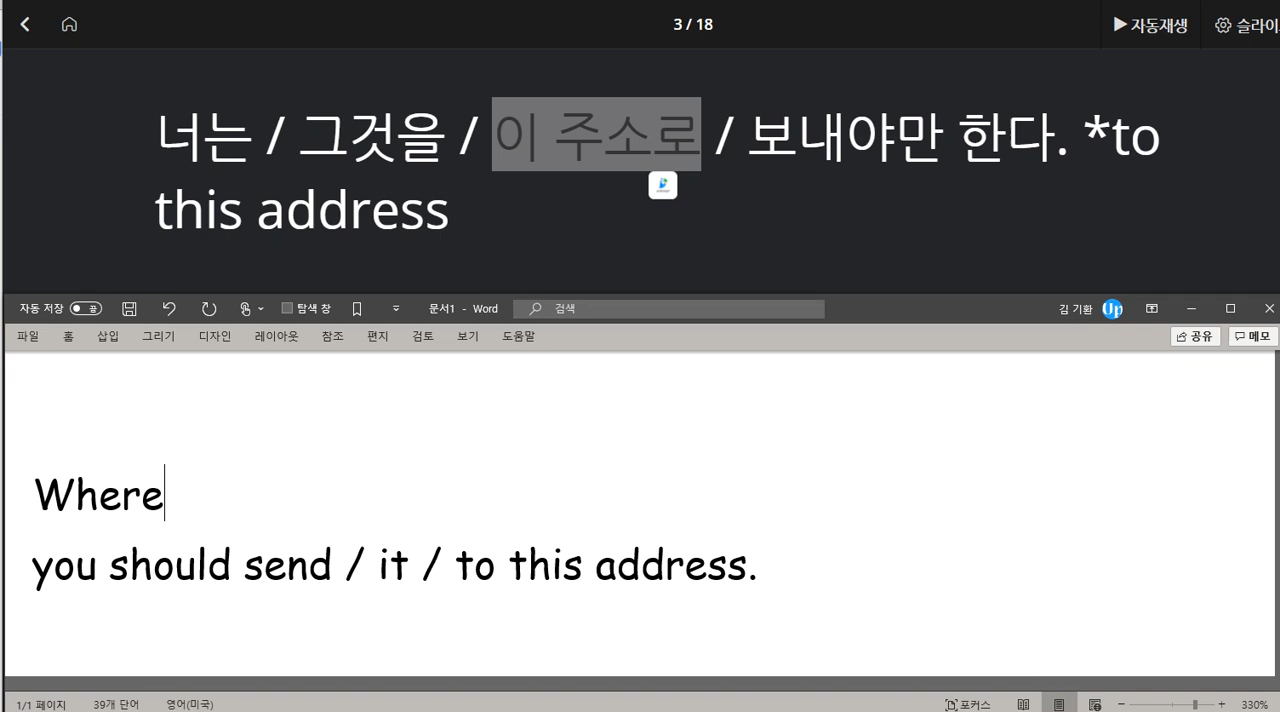 3 / 18
자동재생
슬라이
너는 / 그것을 / 이 주소로 / 보내야만 한다. *to
this address
자동 저장 끔 탐색 창 문서1 - Word 검색 김 기환 Up
파일 홈 삽입 그리기 디자인 레이아웃 참조 편지 검토 보기 도움말 공유 메모
Where
you should send / it / to this address.
1/1 페이지 39개 단어 영어(미국) 포커스 330%